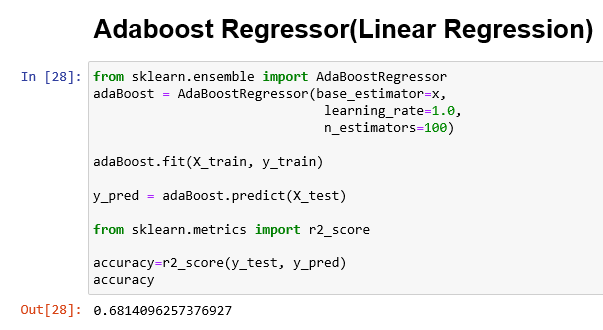 Adaboost Regressor(Linear Regression)
In [28]: from sklearn.ensemble import AdaBoostRegressor
adaBoost = AdaBoostRegressor(base_estimator=x,
learning_rate=1.0,
n_estimators=100)
adaBoost.fit(X_train, y_train)
y_pred = adaBoost.predict(X_test)
from sklearn.metrics import r2_score
accuracy=r2_score(y_test, y_pred)
accuracy
Out[28]: 0.6814096257376927